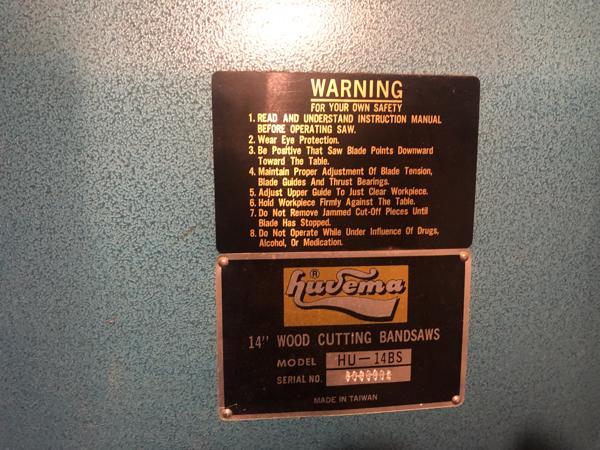 WARNING
FOR YOUR OWN SAFETY
1. READ AND UNDERSTAND INSTRUCTION MANUAL
BEFORE OPERATING SAW.
2. Wear Eye Protection.
3. Be Positive That Saw Blade Points Downward
Toward The Table.
4. Maintain Proper Adjustment Of Blade Tension,
Blade Guides And Thrust Bearings.
5. Adjust Upper Guide To Just Clear Workpiece.
6. Hold Workpiece Firmly Against The Table.
7. Do Not Remove Jammed Cut-Off Pieces Until
Blade Has Stopped.
8. Do Not Operate While Under Influence Of Drugs,
Alcohol, Or Medication.
®
huvema
14" WOOD CUTTING BANDSAWS
MODEL HU-14BS
SERIAL NO.
MADE IN TAIWAN